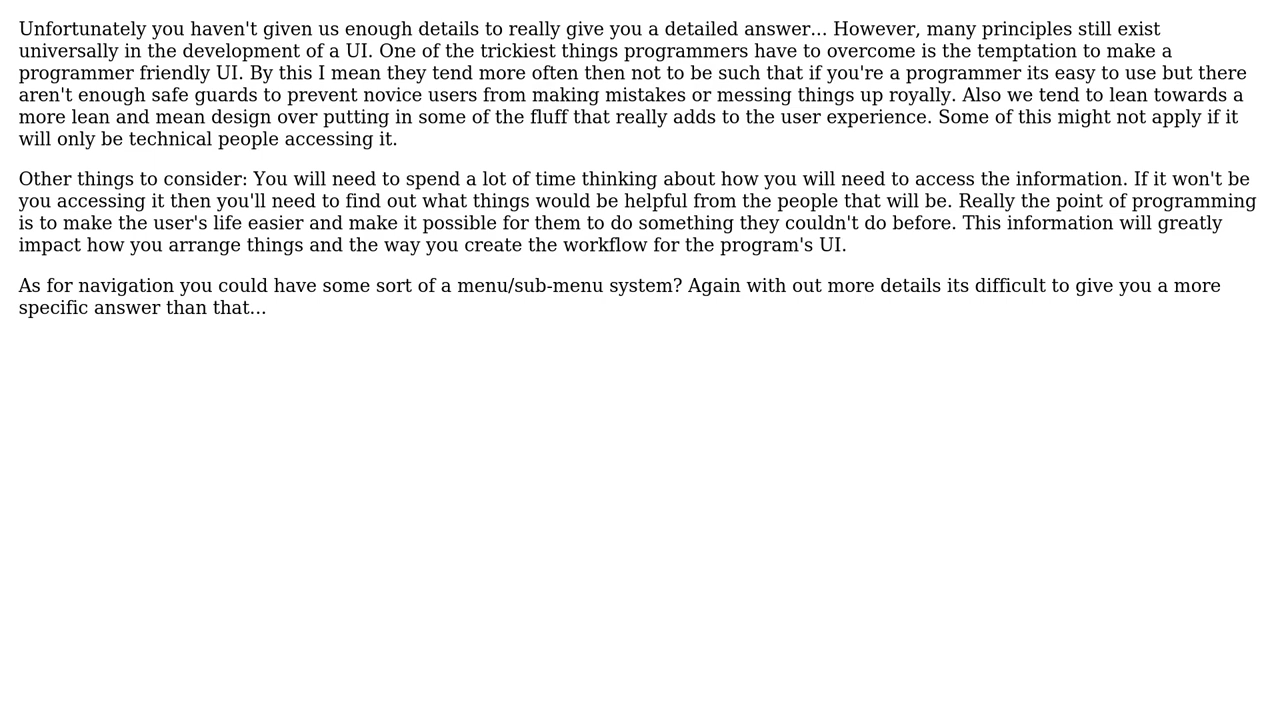 Unfortunately you haven't given us enough details to really give you a detailed answer... However, many principles still exist
universally in the development of a UI. One of the trickiest things programmers have to overcome is the temptation to make a
programmer friendly UI. By this I mean they tend more often then not to be such that if you're a programmer its easy to use but there
aren't enough safe guards to prevent novice users from making mistakes or messing things up royally. Also we tend to lean towards a
more lean and mean design over putting in some of the fluff that really adds to the user experience. Some of this might not apply if it
will only be technical people accessing it.
Other things to consider: You will need to spend a lot of time thinking about how you will need to access the information. If it won't be
you accessing it then you'll need to find out what things would be helpful from the people that will be. Really the point of programming
is to make the user's life easier and make it possible for them to do something they couldn't do before. This information will greatly
impact how you arrange things and the way you create the workflow for the program's UI.
As for navigation you could have some sort of a menu/sub-menu system? Again with out more details its difficult to give you a more
specific answer than that...